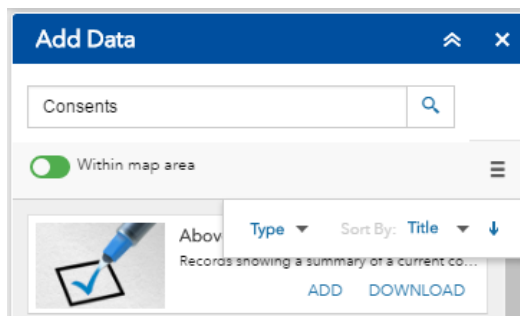 Add Data
Consents
Within map area
Type Sort By: Title
Abov
Records showing a summary of a current co...
ADD DOWNLOAD